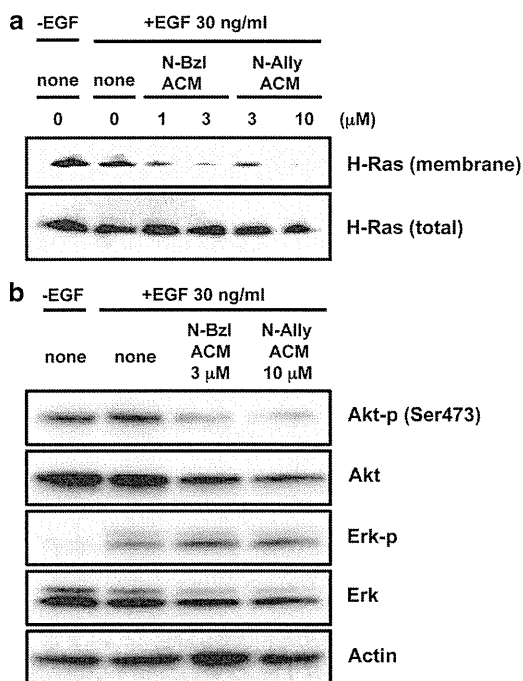 a
-EGF +EGF 30 ng/ml
none none N-Bzl ACM N-Ally ACM
0 0 1 3 3 10 (μM)
H-Ras (membrane)
H-Ras (total)
b
-EGF +EGF 30 ng/ml
none none N-Bzl ACM 3 μM N-Ally ACM 10 μM
Akt-p (Ser473)
Akt
Erk-p
Erk
Actin